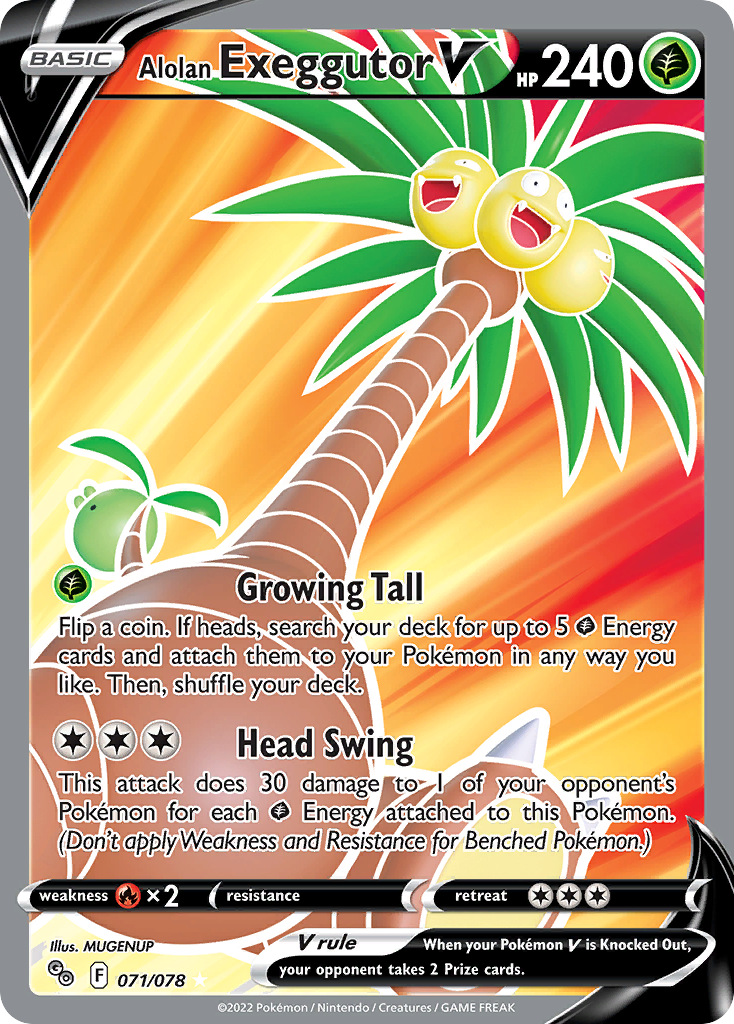 BASIC
Alolan Exeggutor V HP 240
Growing Tall
Flip a coin. If heads, search your deck for up to 5 Energy
cards and attach them to your Pokémon in any way you
like. Then, shuffle your deck.
Head Swing
This attack does 30 damage to 1 of your opponent's
Pokémon for each Energy attached to this Pokémon.
(Don't apply Weakness and Resistance for Benched Pokémon.)
weakness ×2 resistance retreat
Illus. MUGENUP
V rule When your Pokémon V is Knocked Out,
your opponent takes 2 Prize cards.
GO F 071/078
©2022 Pokémon / Nintendo / Creatures / GAME FREAK